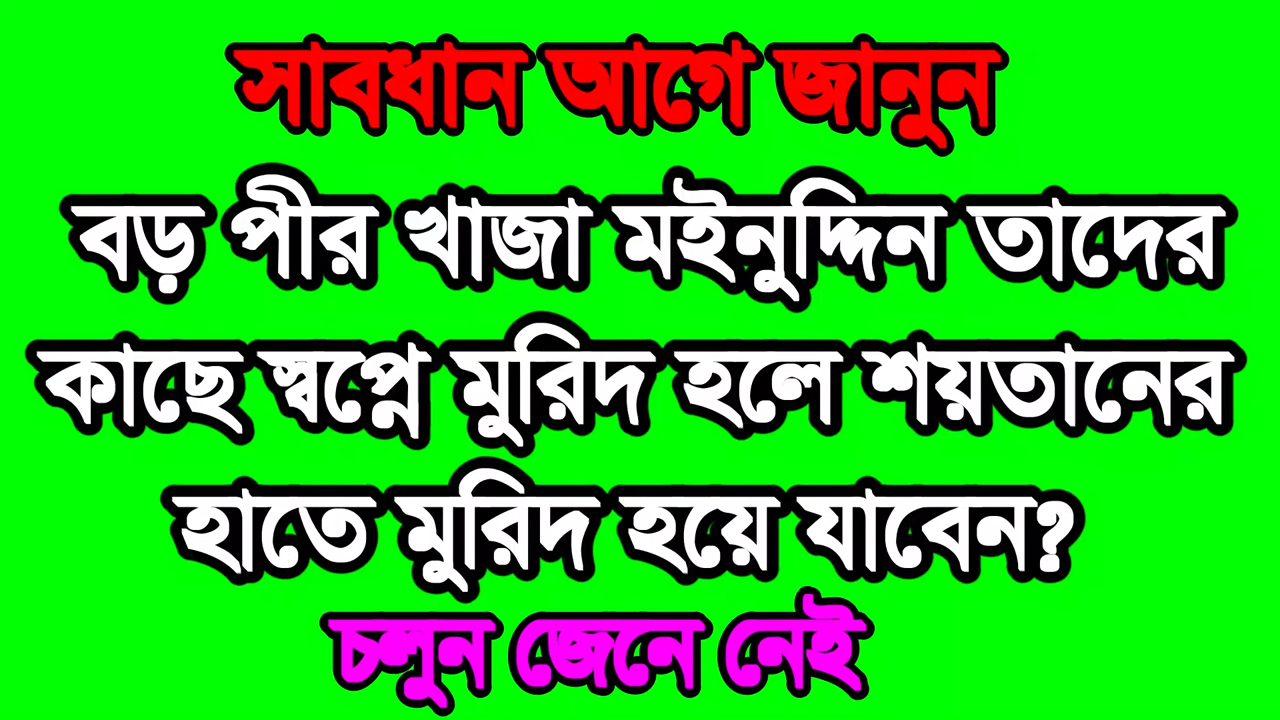 সাবধান আগে জানুন
বড় পীর খাজা মইনুদ্দিন তাদের
কাছে স্বপ্নে মুরিদ হলে শয়তানের
হাতে মুরিদ হয়ে যাবেন?
চলুন জেনে নেই